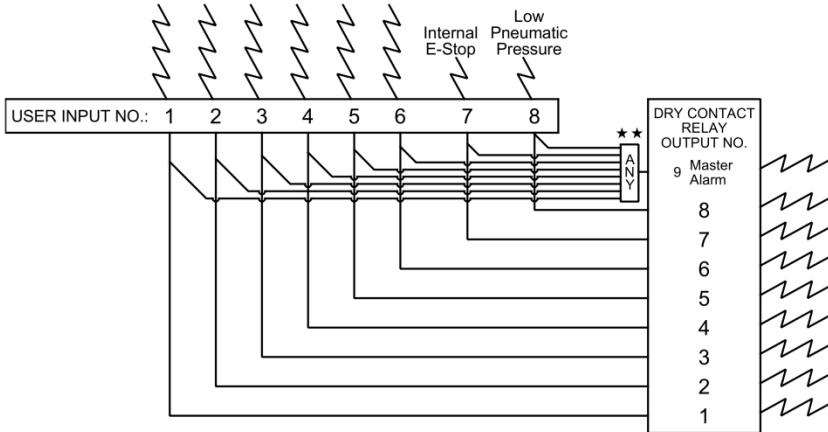 Internal
E-Stop
Low
Pneumatic
Pressure
USER INPUT NO.: 1 2 3 4 5 6 7 8
★★
ANY
DRY CONTACT
RELAY
OUTPUT NO.
9 Master
Alarm
8
7
6
5
4
3
2
1